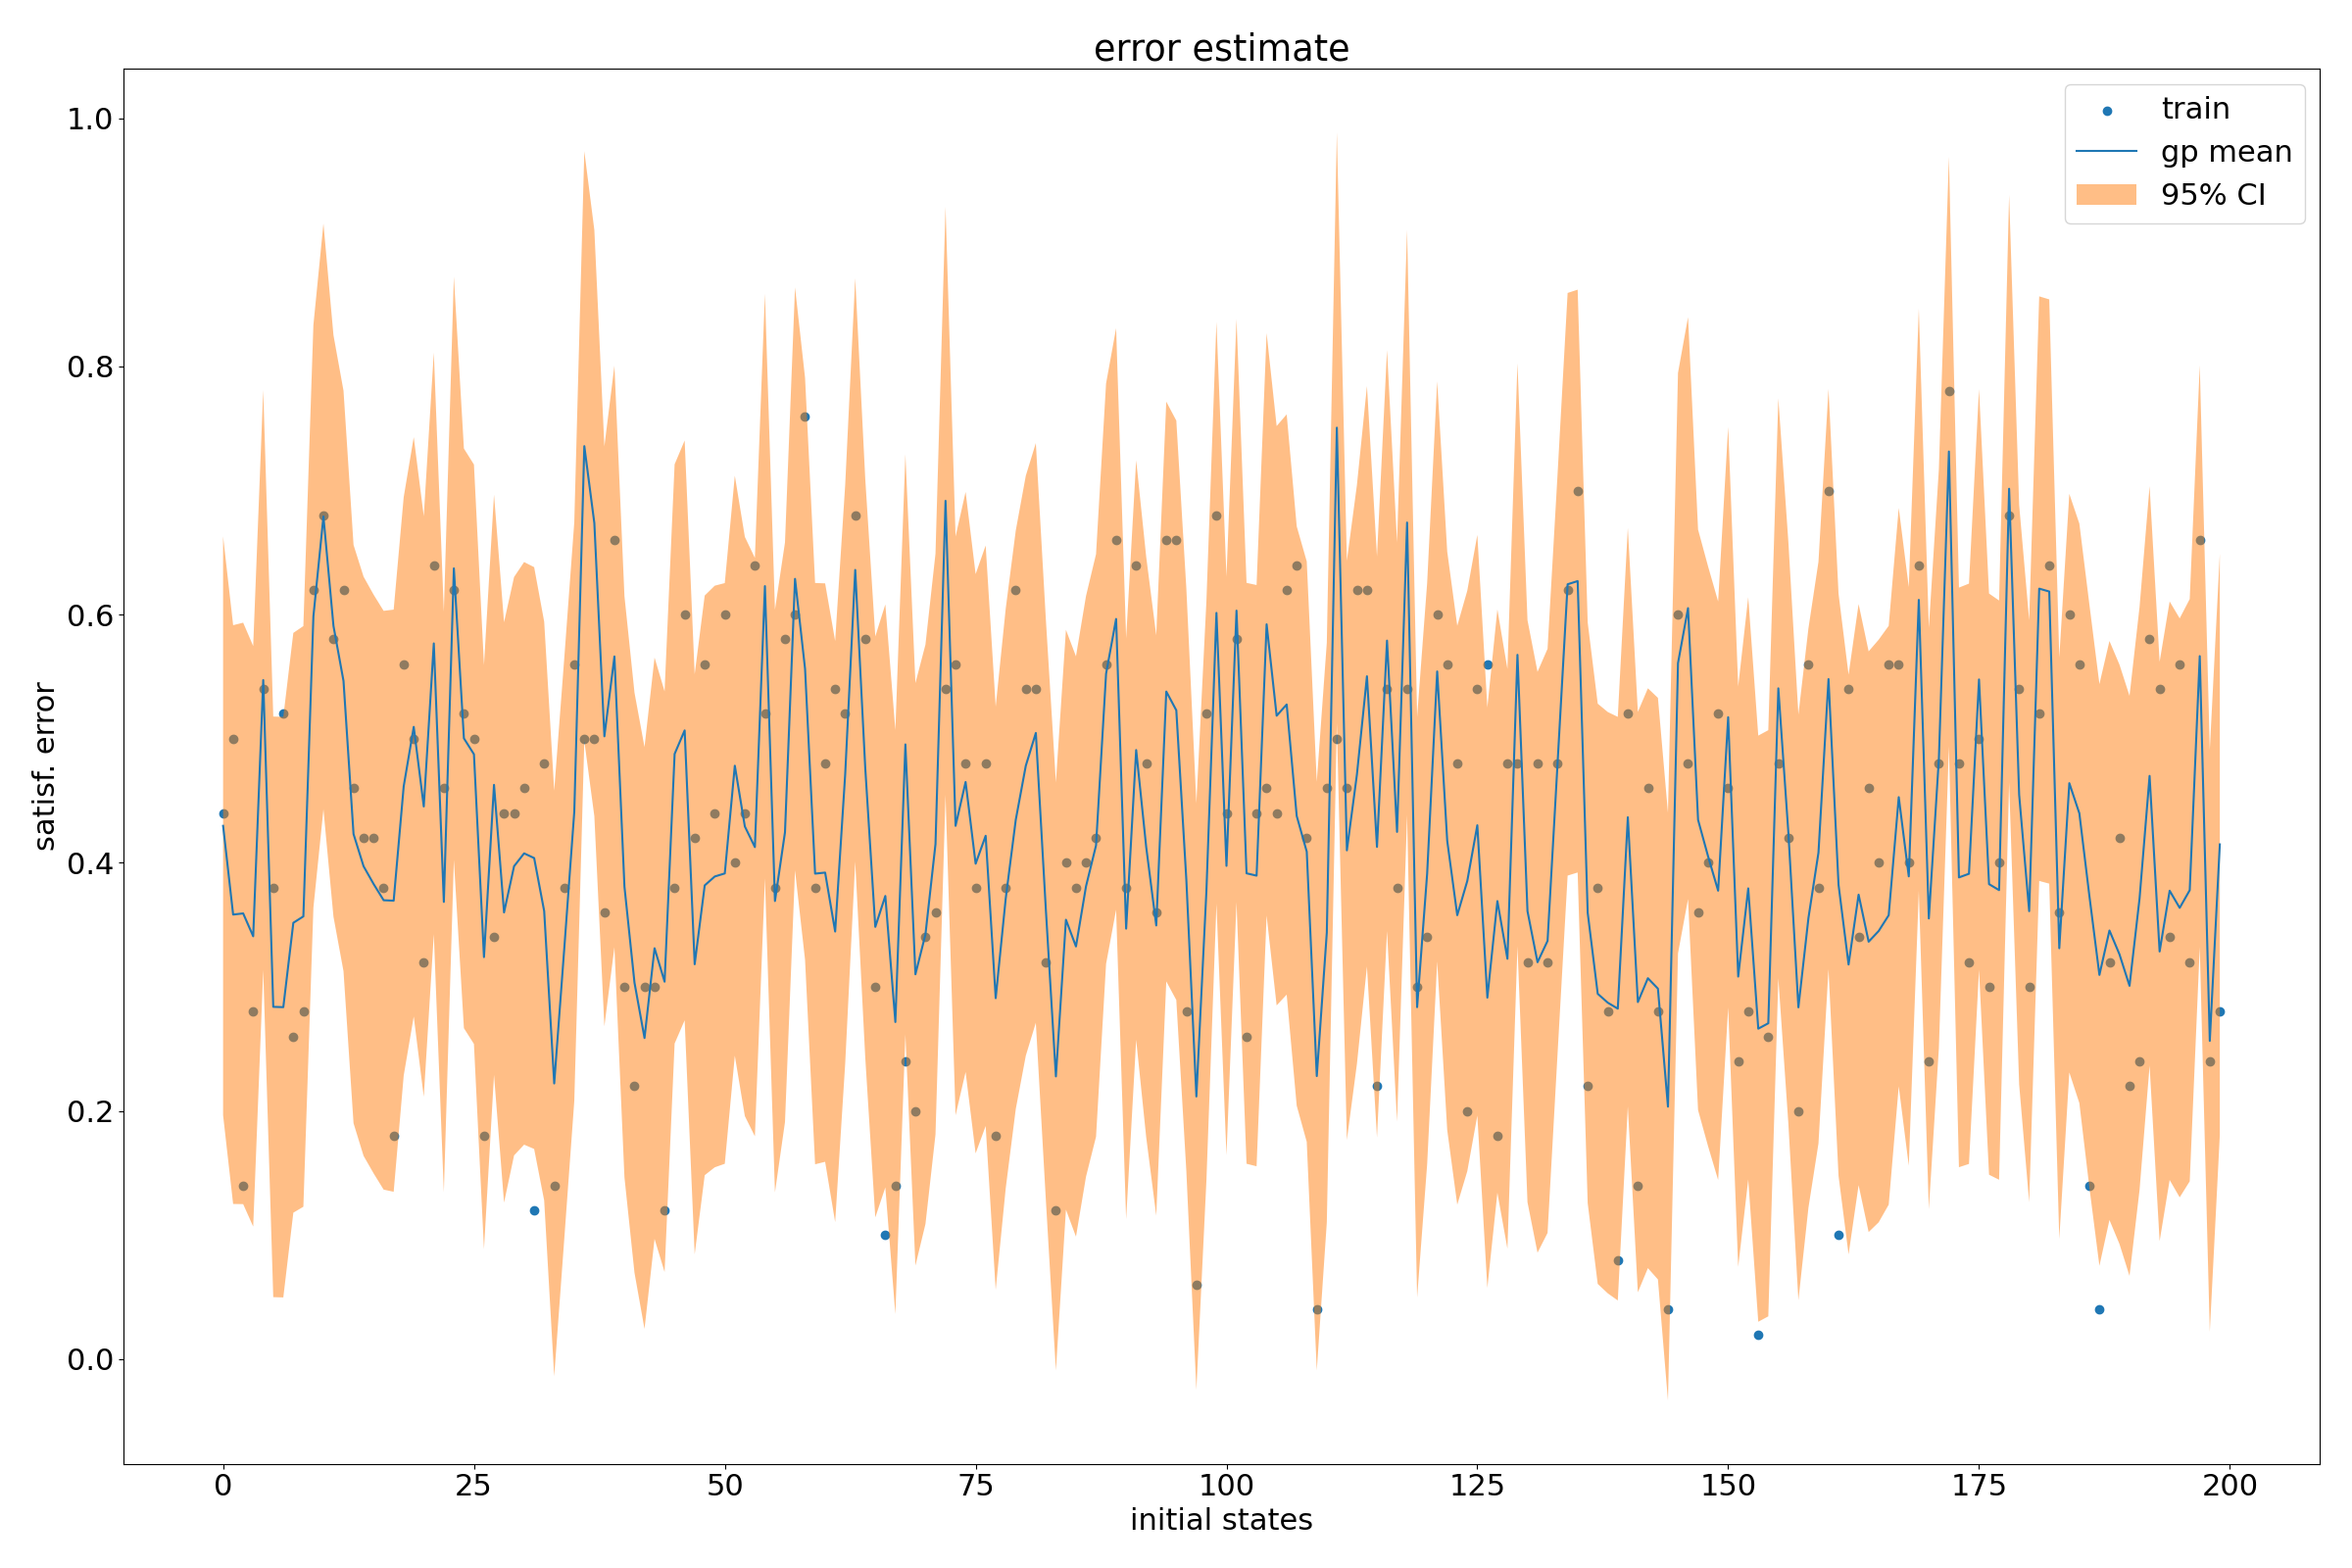 error estimate
train
gp mean
95% CI
1.0
0.8
0.6
0.4
0.2
0.0
satisf. error
0 25 50 75 100 125 150 175 200
initial states